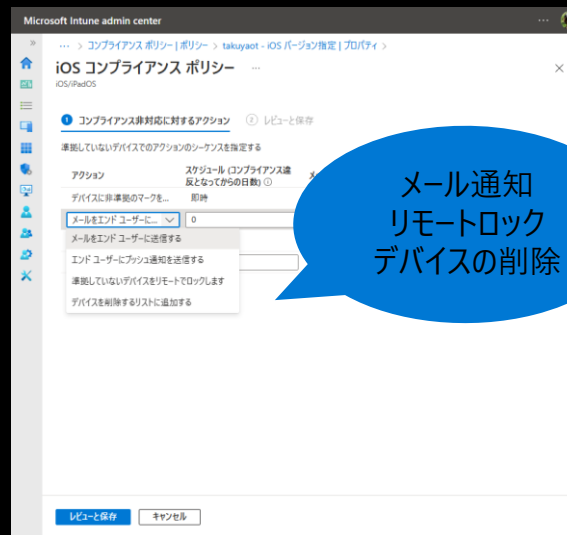 Microsoft Intune admin center
… > コンプライアンス ポリシー | ポリシー > takuyaot - iOS バージョン指定 | プロパティ >
iOS コンプライアンス ポリシー …
iOS/iPadOS
1 コンプライアンス非対応に対するアクション 2 レビューと保存
準拠していないデバイスでのアクションのシーケンスを指定する
アクション
スケジュール (コンプライアンス違
反となってからの日数)
デバイスに非準拠のマークを... 即時
メールをエンド ユーザーに... 0
メールをエンド ユーザーに送信する
エンド ユーザーにプッシュ通知を送信する
準拠していないデバイスをリモートでロックします
デバイスを削除するリストに追加する
メール通知
リモートロック
デバイスの削除
レビューと保存 キャンセル